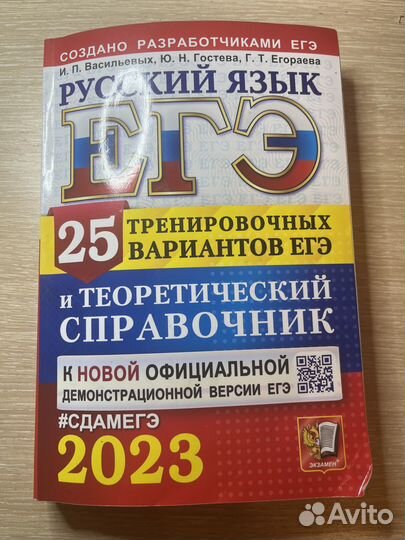 СОЗДАНО РАЗРАБОТЧИКАМИ ЕГЭ
И. П. Васильевых, Ю. Н. Гостева, Г. Т. Егораева
РУССКИЙ ЯЗЫК
ЕГЭ
25 ТРЕНИРОВОЧНЫХ
ВАРИАНТОВ ЕГЭ
и ТЕОРЕТИЧЕСКИЙ
СПРАВОЧНИК
К НОВОЙ ОФИЦИАЛЬНОЙ
ДЕМОНСТРАЦИОННОЙ ВЕРСИИ ЕГЭ
#СДАМЕГЭ
2023
ЭКЗАМЕН
Avito